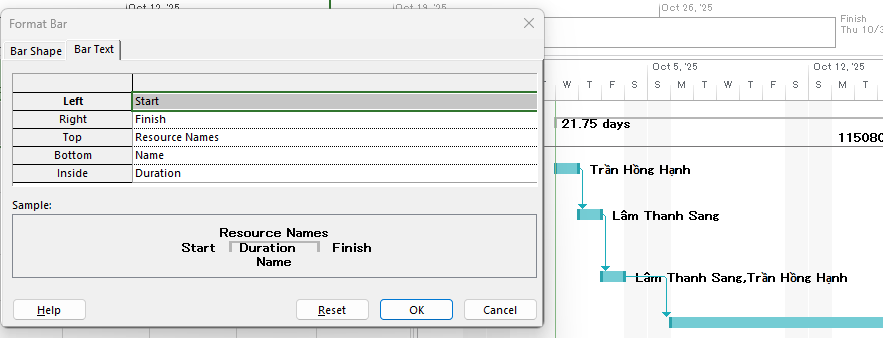 Format Bar
Bar Shape
Bar Text
Left Start
Right Finish
Top Resource Names
Bottom Name
Inside Duration
Sample:
Resource Names
Start Duration Finish
Name
Help
Reset
OK
Cancel
Oct 12, '25
Oct 19, '25
Oct 26, '25
Finish
Thu 10/3
Oct 5, '25
Oct 12, '25
W T F S S M T W T F S S M T
21.75 days
115080
Trần Hồng Hạnh
Lâm Thanh Sang
Lâm Thanh Sang,Trần Hồng Hạnh